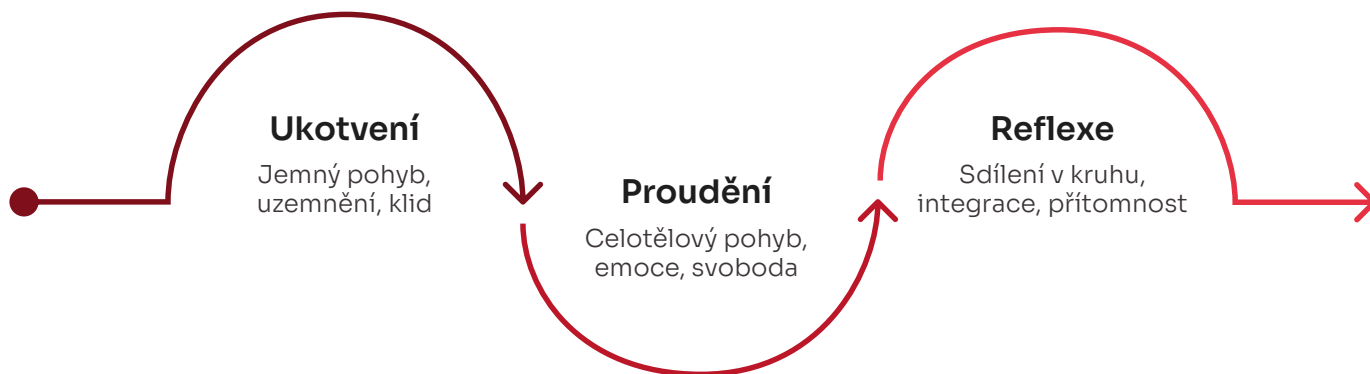 Ukotvení
Jemný pohyb,
uzemnění, klid
Proudění
Celotělový pohyb,
emoce, svoboda
Reflexe
Sdílení v kruhu,
integrace, přítomnost